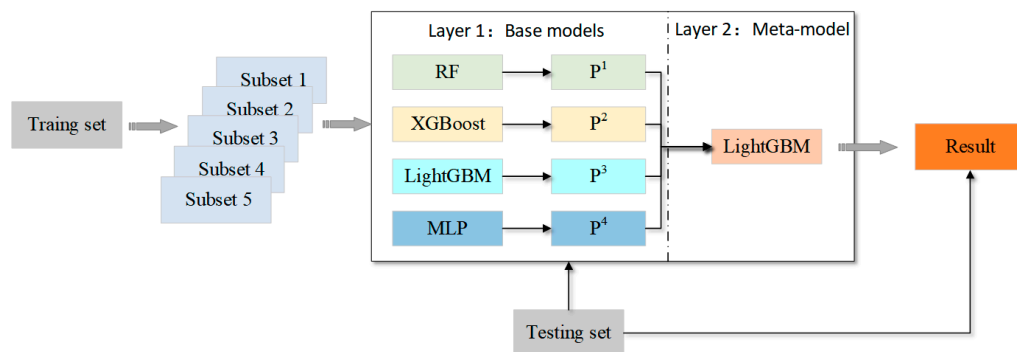 Layer 1：Base models
Layer 2：Meta-model
Traing set
Subset 1
Subset 2
Subset 3
Subset 4
Subset 5
RF
P¹
XGBoost
P²
LightGBM
P³
MLP
P⁴
LightGBM
Result
Testing set